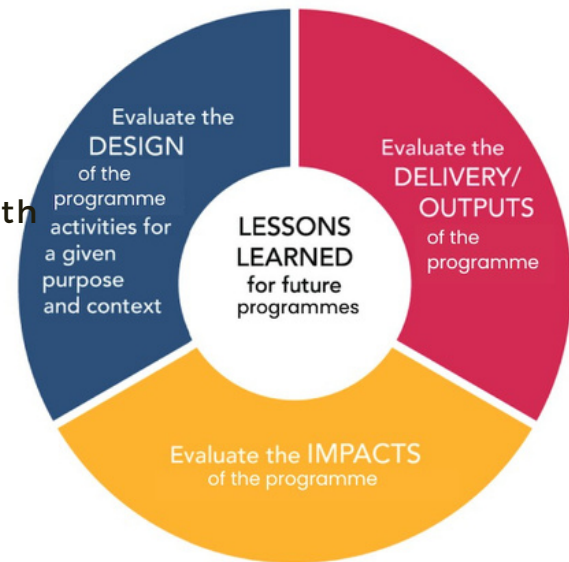 Evaluate the
DESIGN
of the
programme
activities for
a given
purpose
and context
th
Evaluate the
DELIVERY/
OUTPUTS
of the
programme
LESSONS
LEARNED
for future
programmes
Evaluate the IMPACTS
of the programme